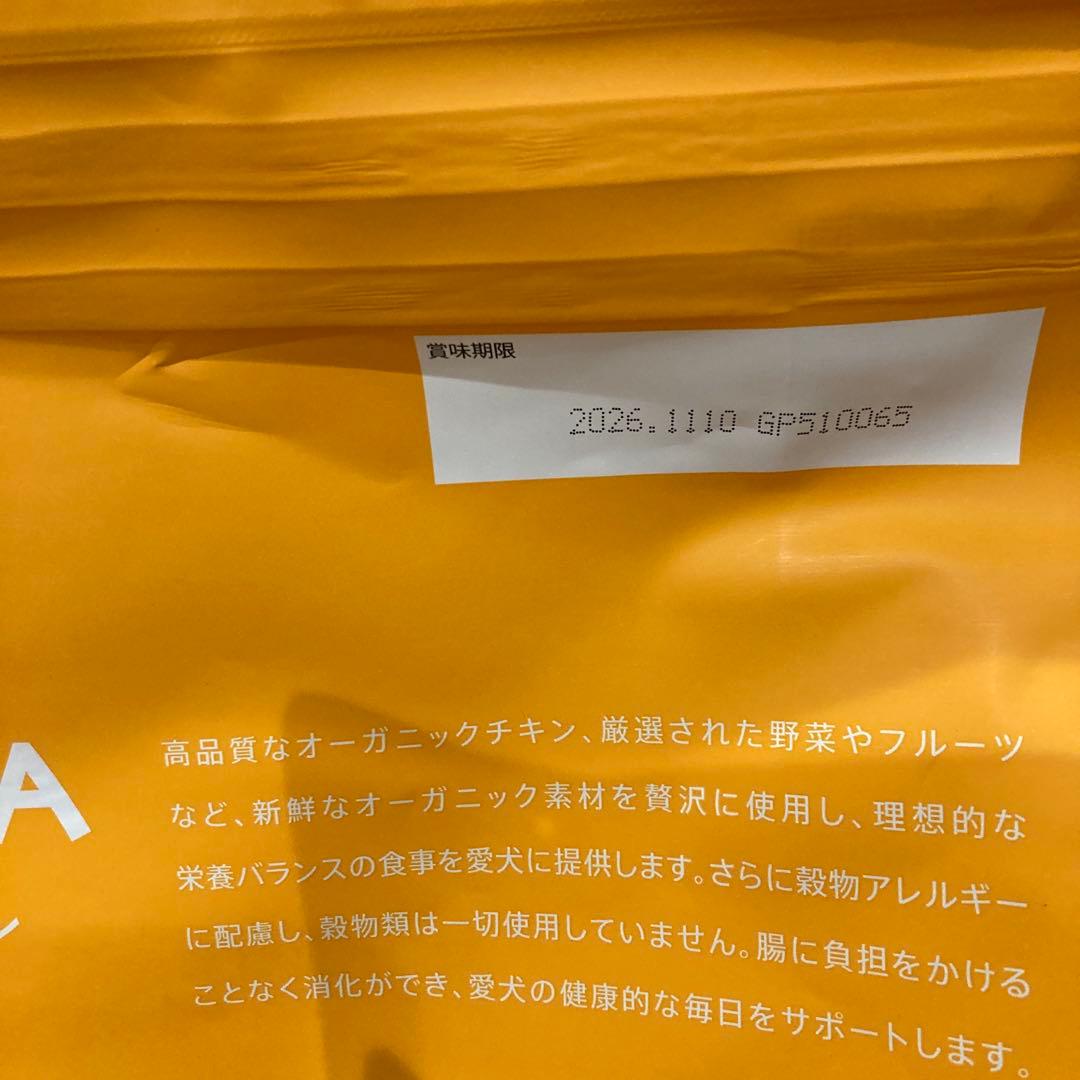 賞味期限
2026.1110 GP510065
A
高品質なオーガニックチキン、厳選された野菜やフルーツ
など、新鮮なオーガニック素材を贅沢に使用し、理想的な
栄養バランスの食事を愛犬に提供します。さらに穀物アレルギー
に配慮し、穀物類は一切使用していません。腸に負担をかける
ことなく消化ができ、愛犬の健康的な毎日をサポートします。